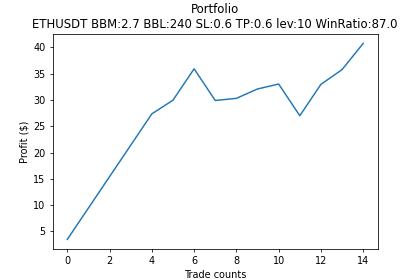 Portfolio
ETHUSDT BBM:2.7 BBL:240 SL:0.6 TP:0.6 lev:10 WinRatio:87.0
40
35
30
25
20
15
10
5
Profit ($)
0 2 4 6 8 10 12 14
Trade counts